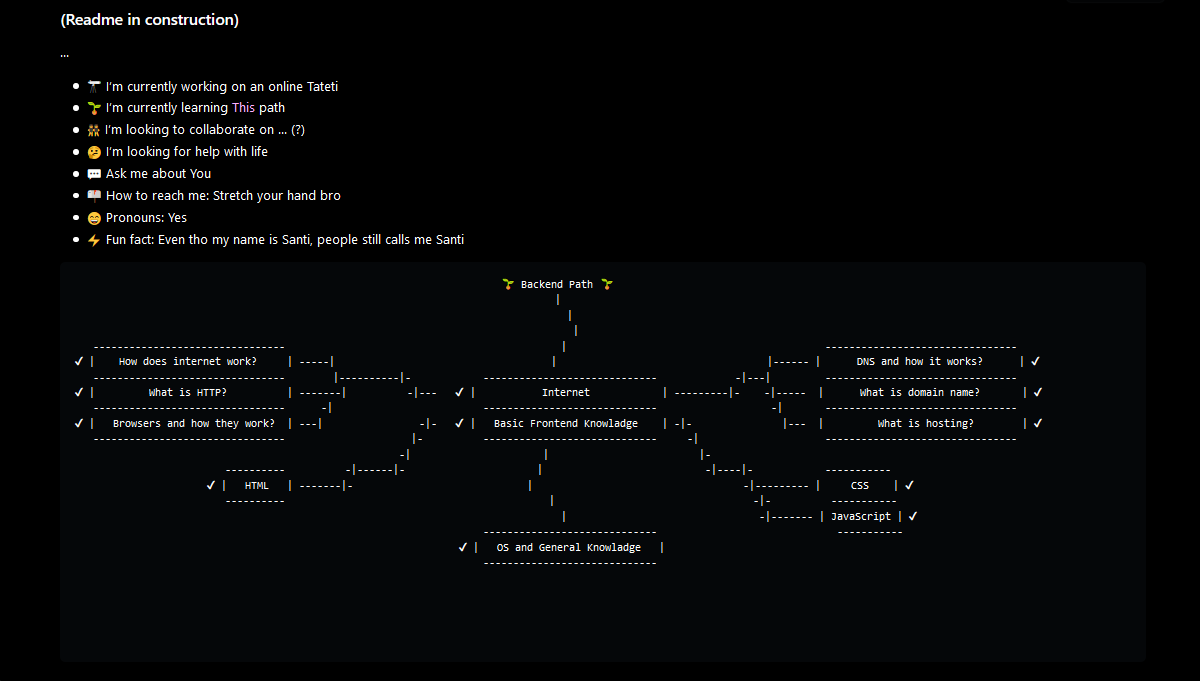 (Readme in construction)
...
🔭 I'm currently working on an online Tateti
🌱 I'm currently learning This path
👯 I'm looking to collaborate on ... (?)
🤔 I'm looking for help with life
💬 Ask me about You
📫 How to reach me: Stretch your hand bro
😄 Pronouns: Yes
⚡ Fun fact: Even tho my name is Santi, people still calls me Santi
🌱 Backend Path 🌱
✔ | How does internet work? | -----| | |------ | DNS and how it works? | ✔
✔ | What is HTTP? | -------| -|--- ✔ | Internet | ---------|- -|----- | What is domain name? | ✔
✔ | Browsers and how they work? | ---| -|- ✔ | Basic Frontend Knowladge | -|- |--- | What is hosting? | ✔
✔ | HTML | -------|- | -|--------- | CSS | ✔
-|------- | JavaScript | ✔
✔ | OS and General Knowladge |